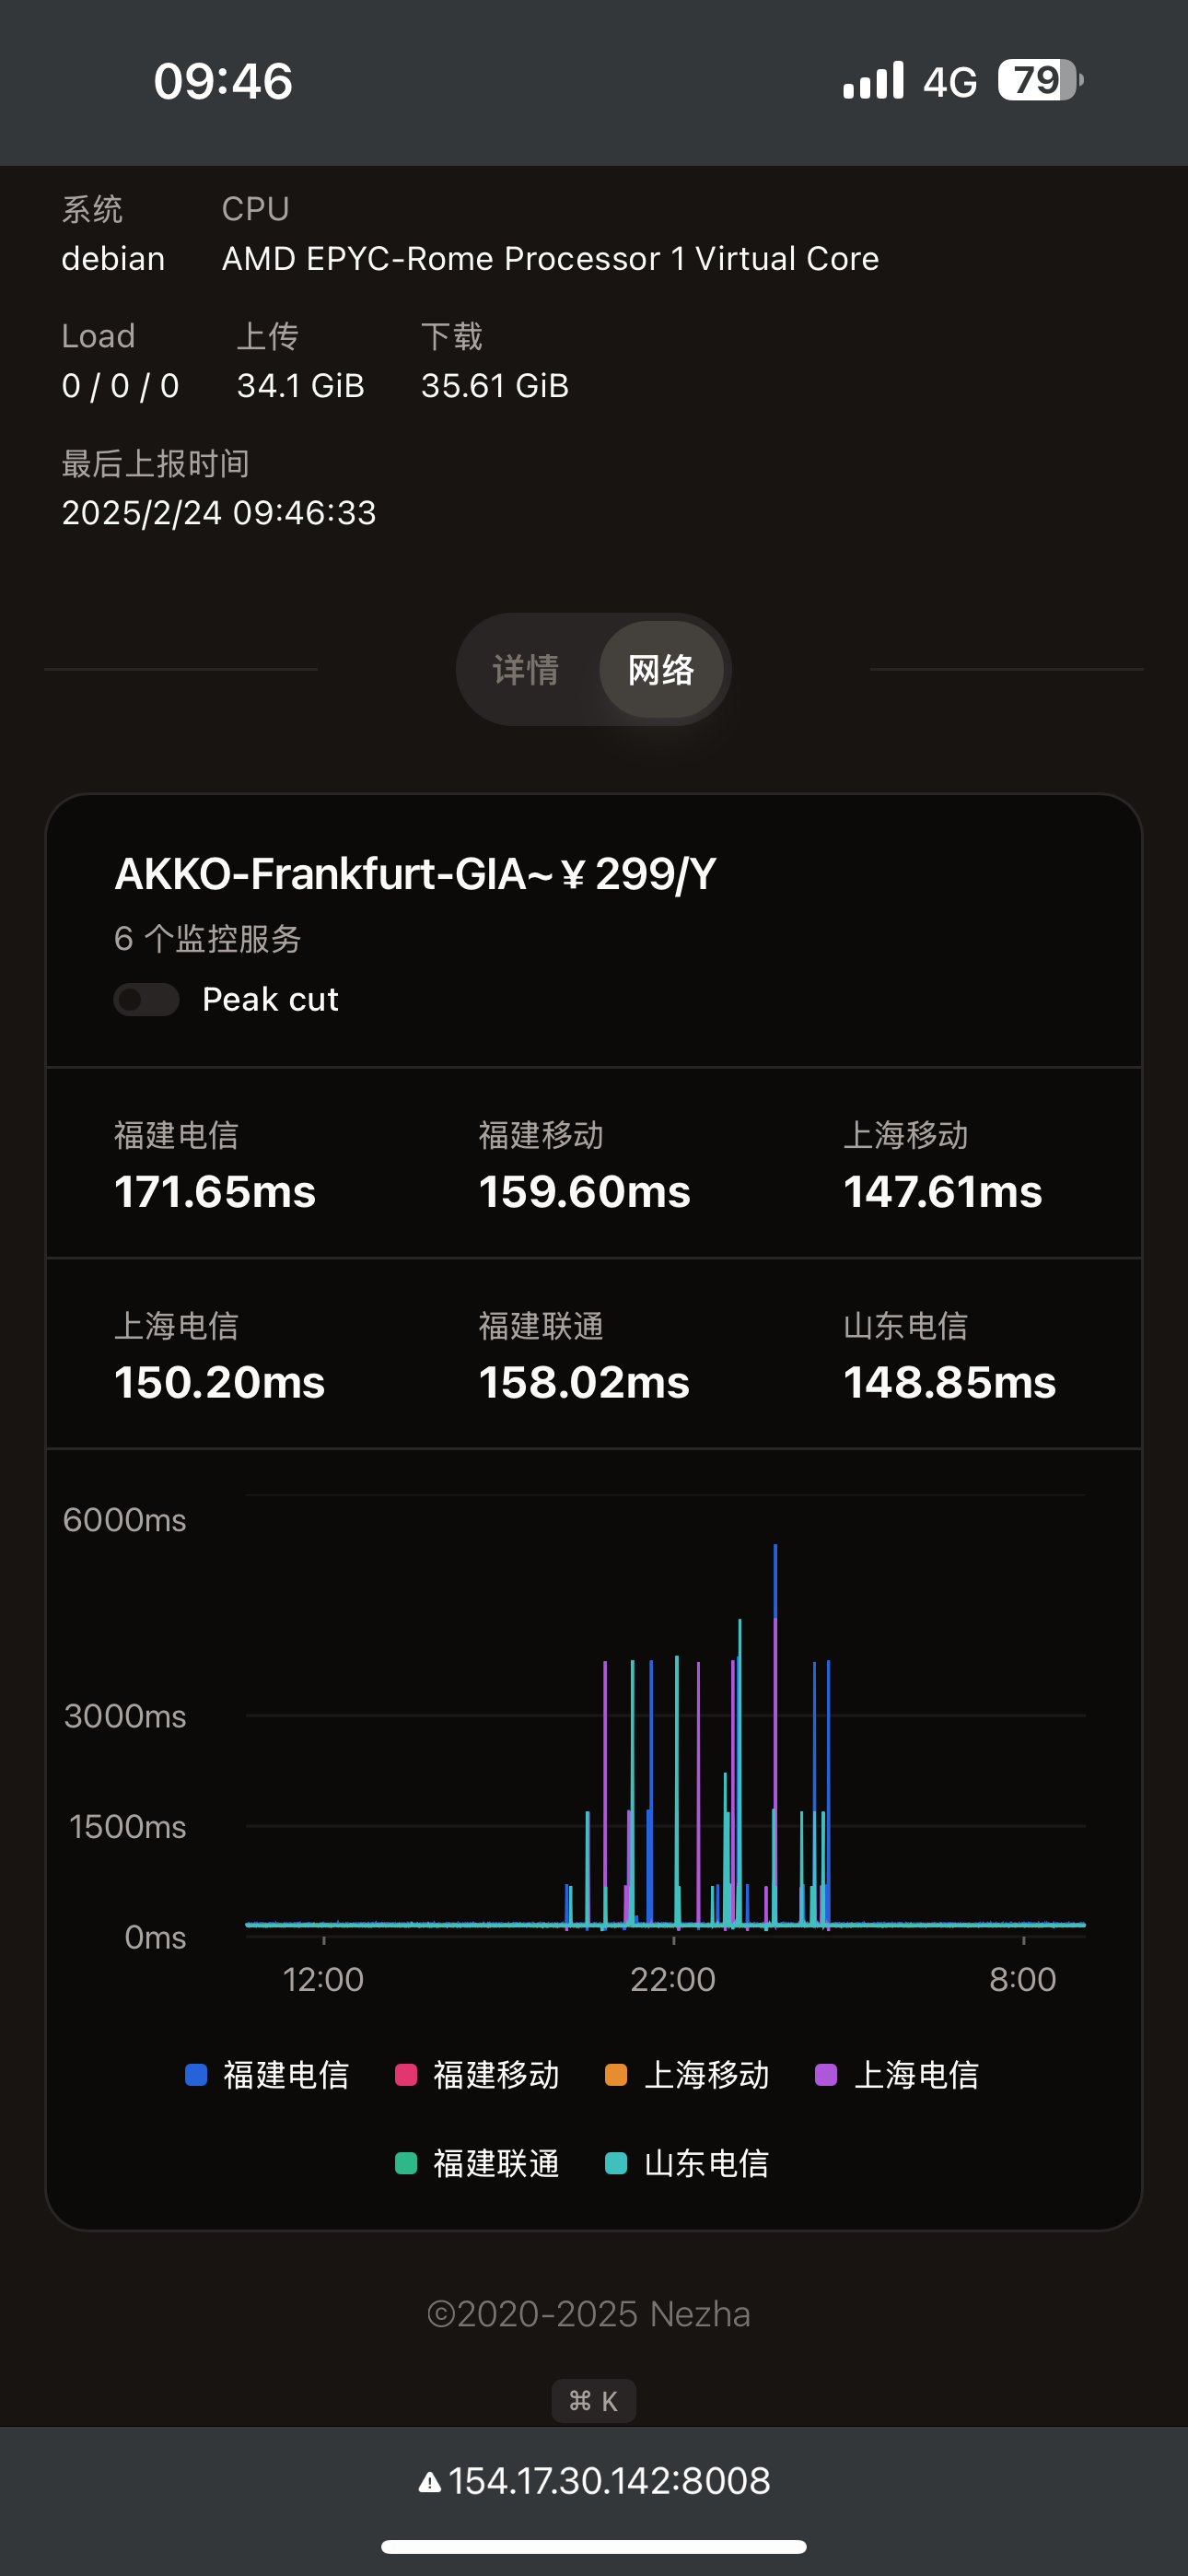 09:46 4G 79
系统 CPU
debian AMD EPYC-Rome Processor 1 Virtual Core
Load 上传 下载
0 / 0 / 0 34.1 GiB 35.61 GiB
最后上报时间
2025/2/24 09:46:33
详情 网络
AKKO-Frankfurt-GIA~￥299/Y
6 个监控服务
Peak cut
福建电信 福建移动 上海移动
171.65ms 159.60ms 147.61ms
上海电信 福建联通 山东电信
150.20ms 158.02ms 148.85ms
6000ms
3000ms
1500ms
0ms
12:00 22:00 8:00
福建电信 福建移动 上海移动 上海电信
福建联通 山东电信
©2020-2025 Nezha
⌘ K
154.17.30.142:8008